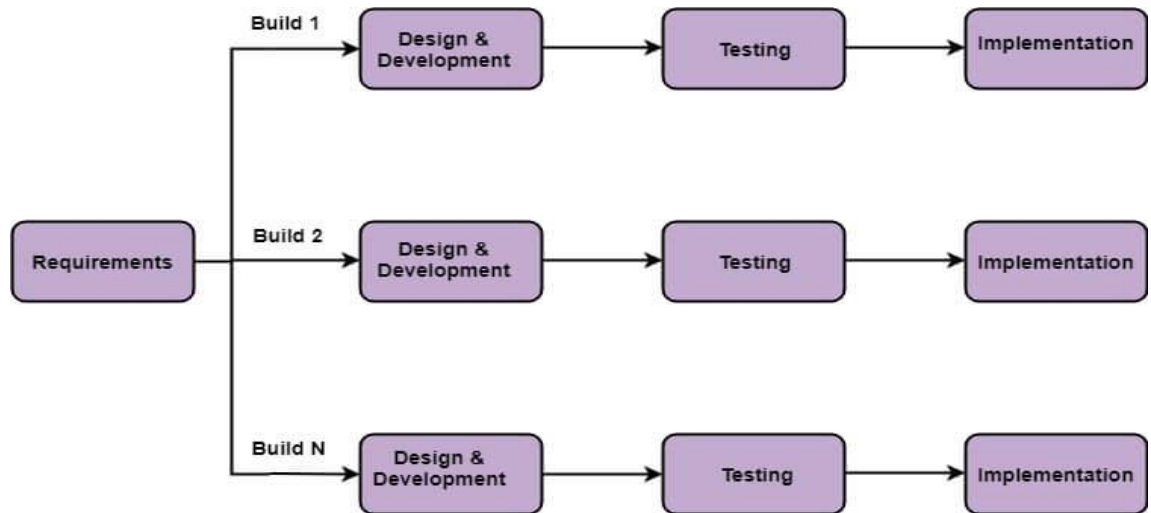 Build 1
Design &
Development
Testing
Implementation
Requirements
Build 2
Design &
Development
Testing
Implementation
Build N
Design &
Development
Testing
Implementation